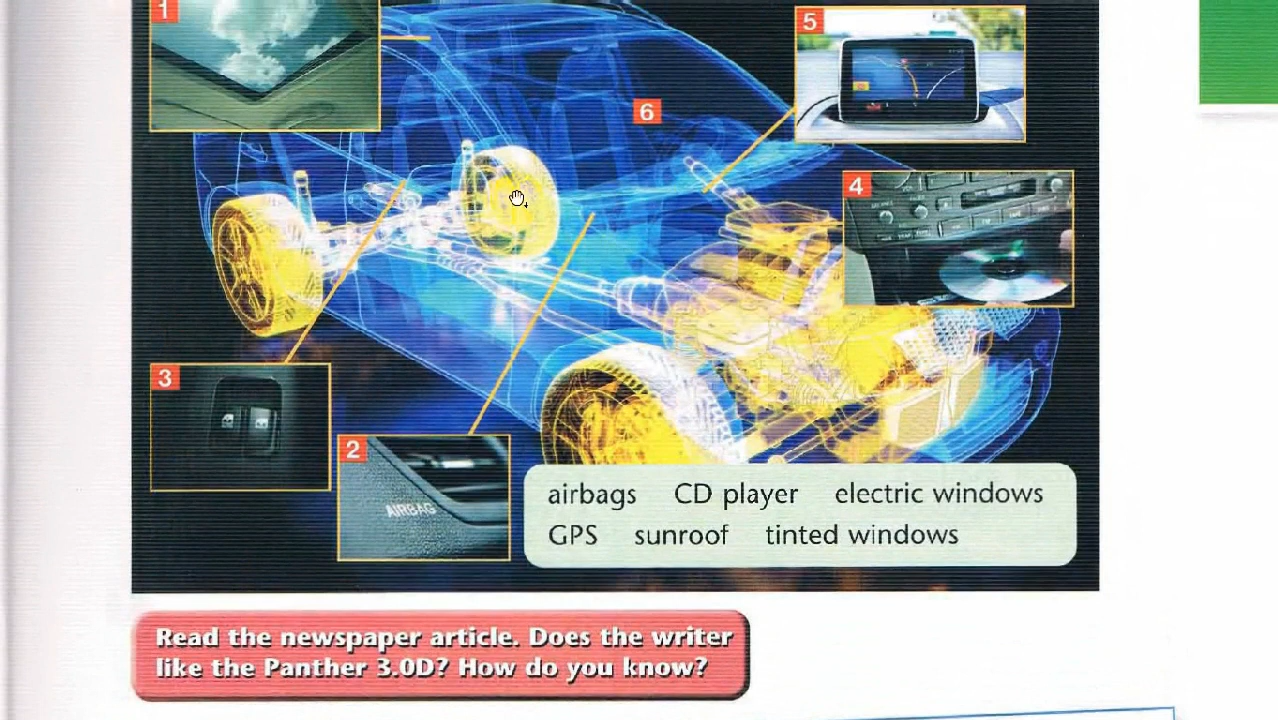 1
5
6
4
3
2
AIRBAG
airbags CD player electric windows
GPS sunroof tinted windows
Read the newspaper article. Does the writer
like the Panther 3.0D? How do you know?